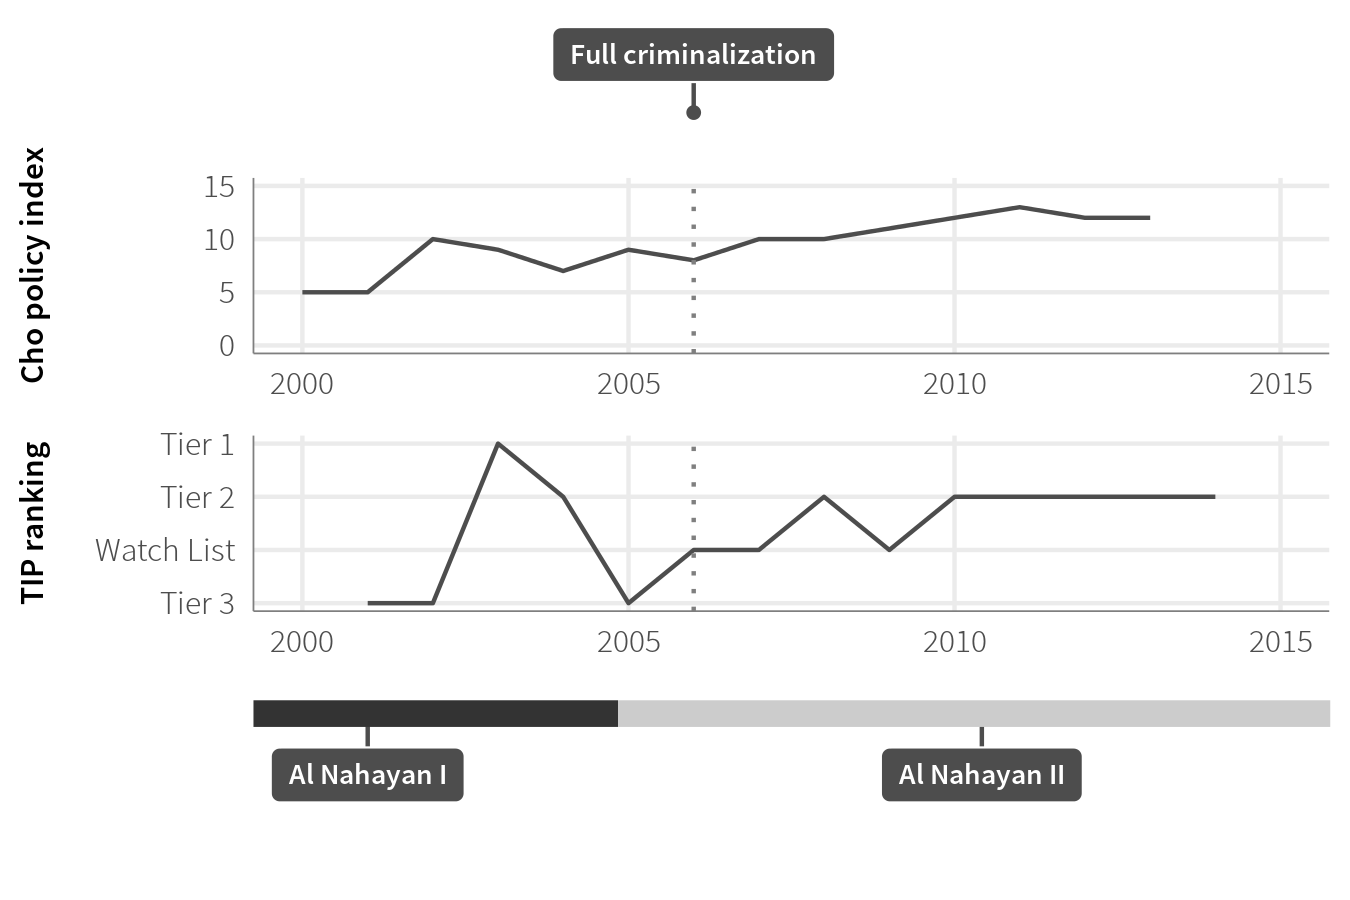 Full criminalization
Cho policy index
15
10
5
0
2000 2005 2010 2015
TIP ranking
Tier 1
Tier 2
Watch List
Tier 3
2000 2005 2010 2015
Al Nahayan I Al Nahayan II